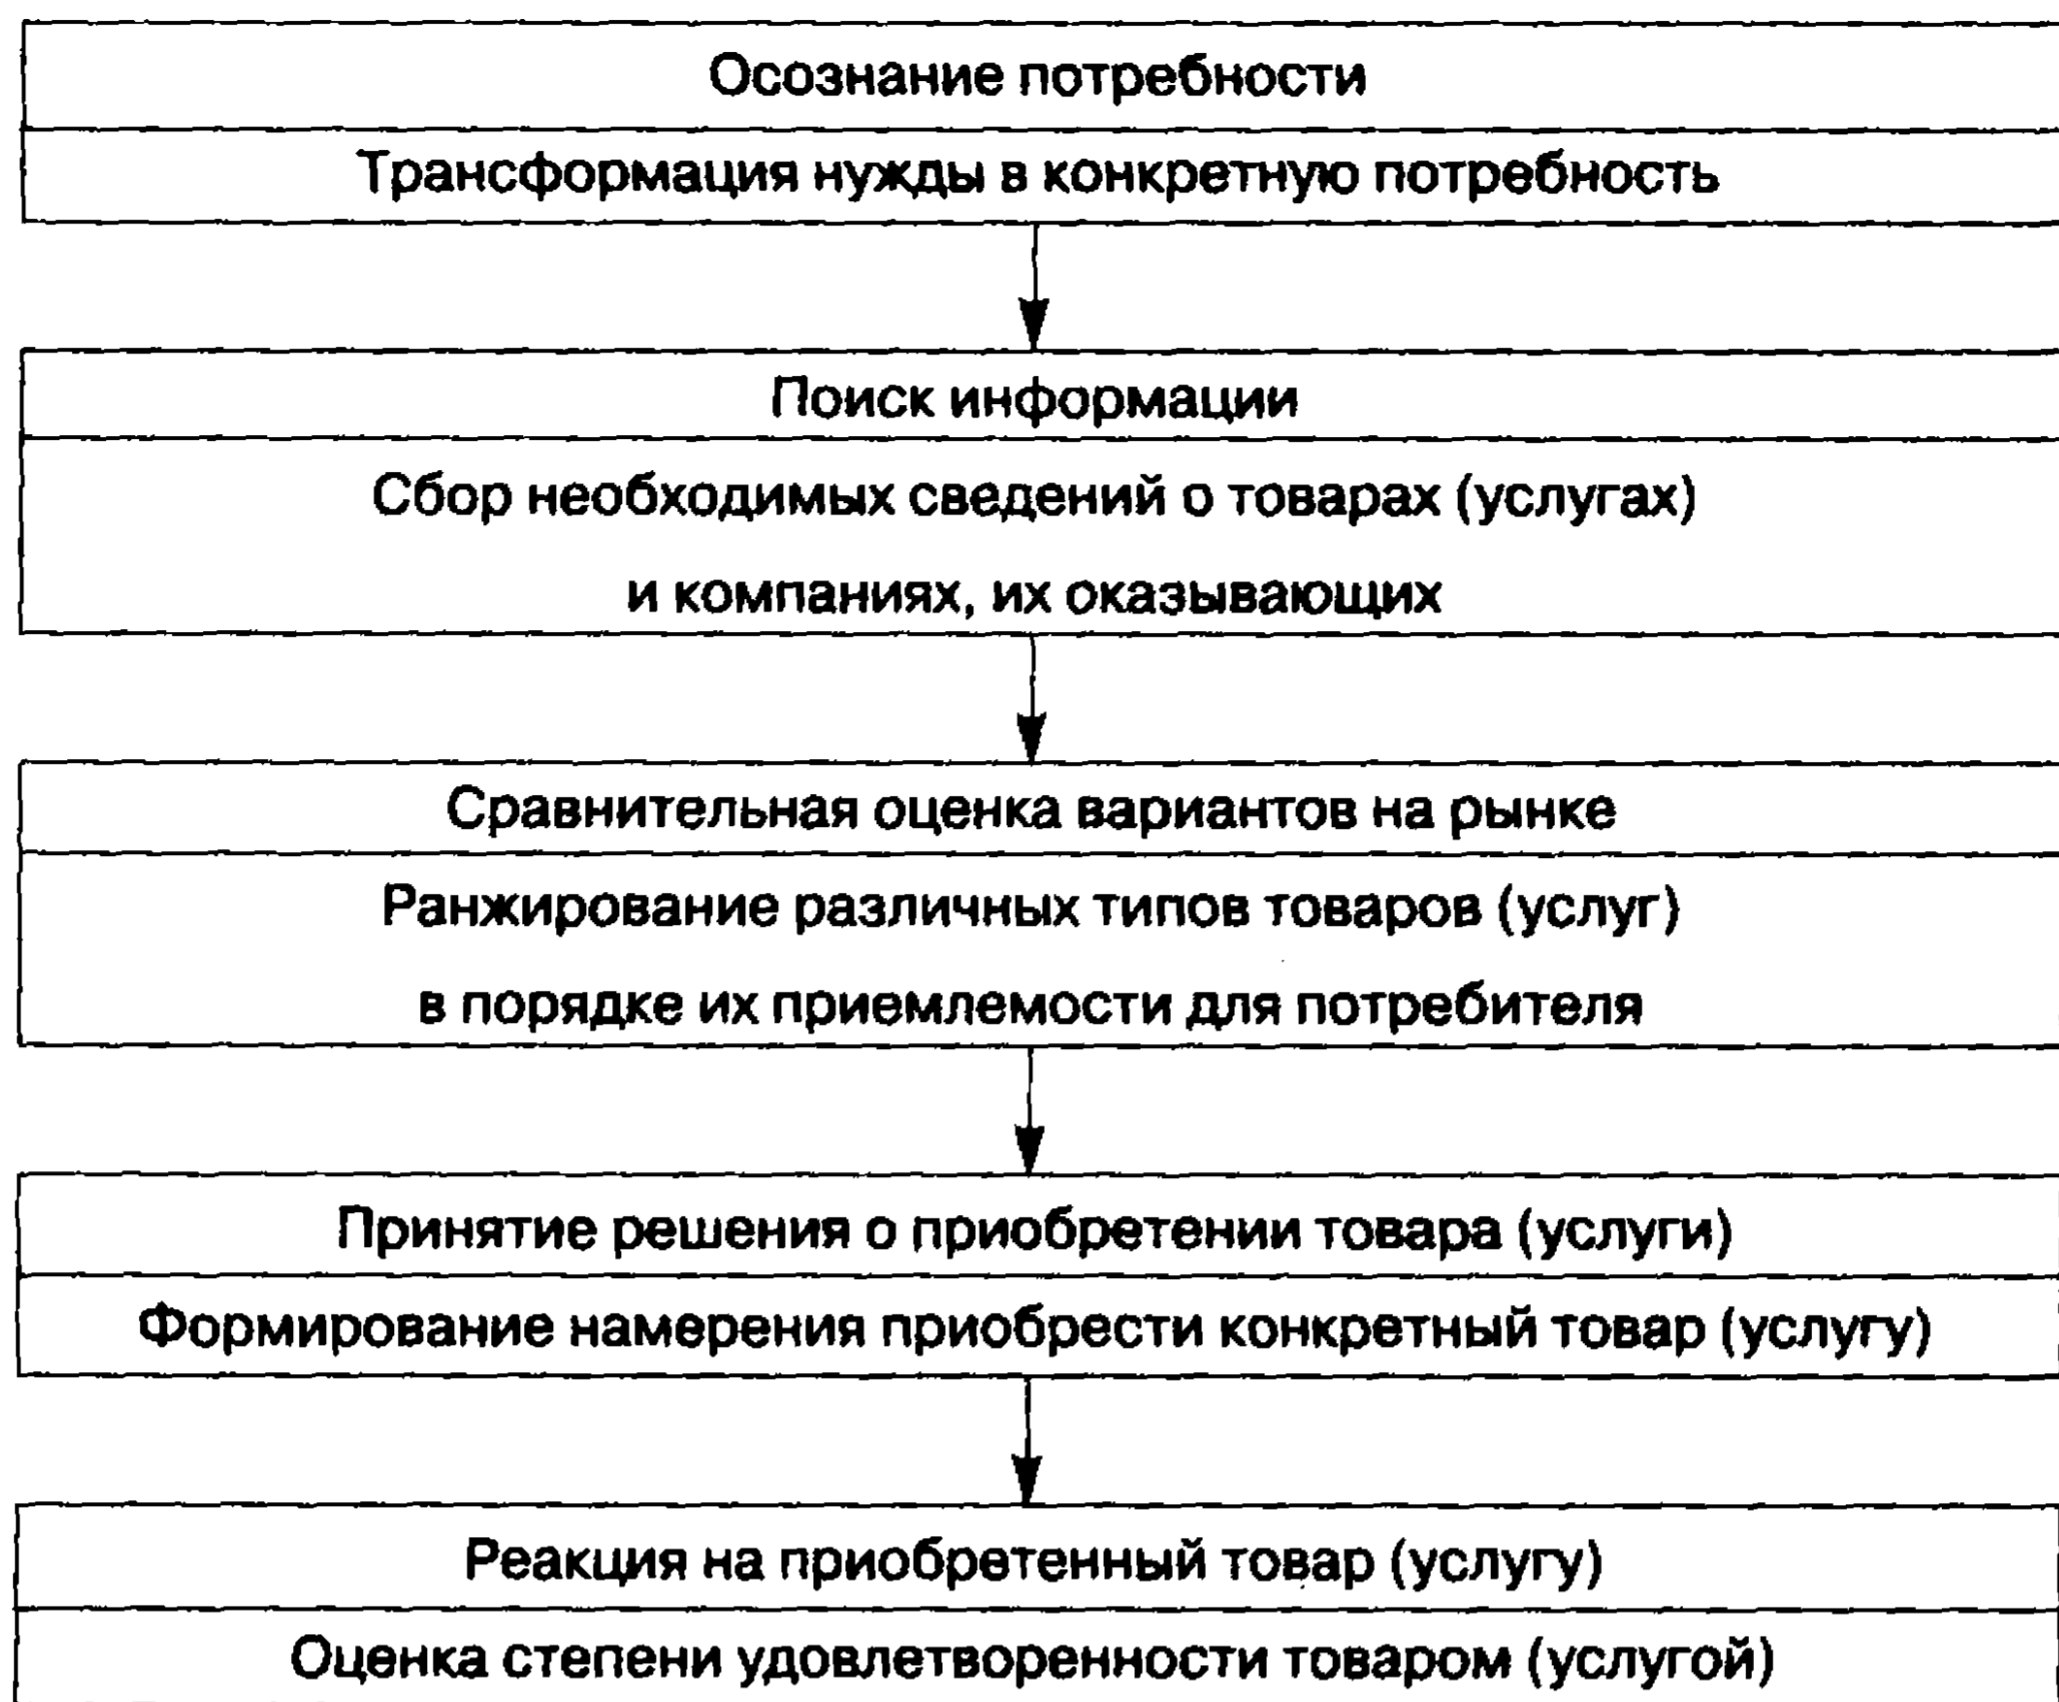 Осознание потребности
Трансформация нужды в конкретную потребность
Поиск информации
Сбор необходимых сведений о товарах (услугах)
и компаниях, их оказывающих
Сравнительная оценка вариантов на рынке
Ранжирование различных типов товаров (услуг)
в порядке их приемлемости для потребителя
Принятие решения о приобретении товара (услуги)
Формирование намерения приобрести конкретный товар (услугу)
Реакция на приобретенный товар (услугу)
Оценка степени удовлетворенности товаром (услугой)